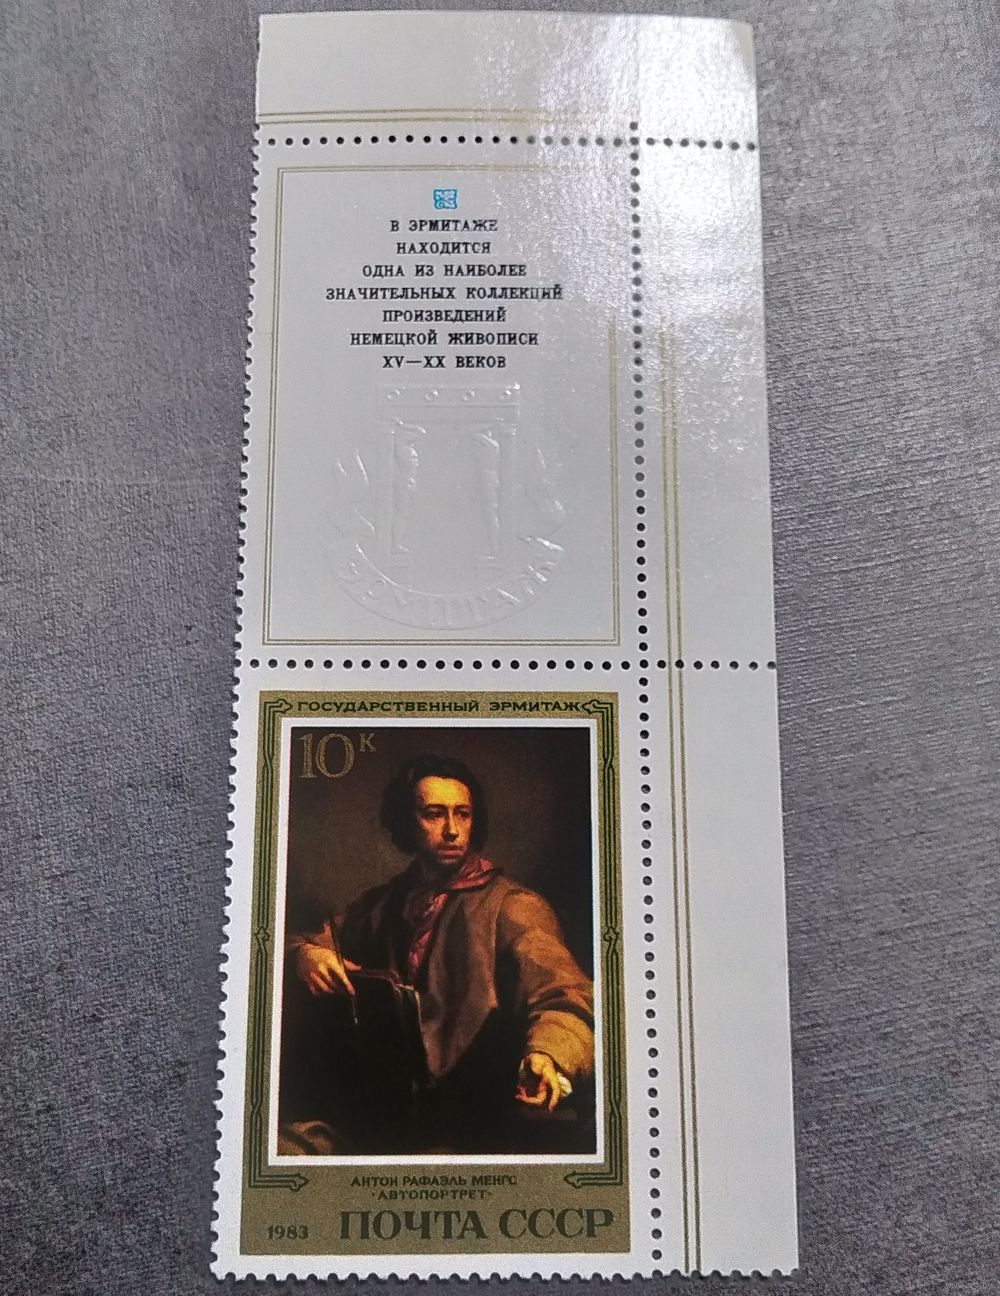 В ЭРМИТАЖЕ
НАХОДИТСЯ
ОДНА ИЗ НАИБОЛЕЕ
ЗНАЧИТЕЛЬНЫХ КОЛЛЕКЦИЙ
ПРОИЗВЕДЕНИЙ
НЕМЕЦКОЙ ЖИВОПИСИ
XV—XX ВЕКОВ
ЭРМИТАЖ
ГОСУДАРСТВЕННЫЙ ЭРМИТАЖ
10К
АНТОН РАФАЭЛЬ МЕНГС
·АВТОПОРТРЕТ·
1983 ПОЧТА СССР